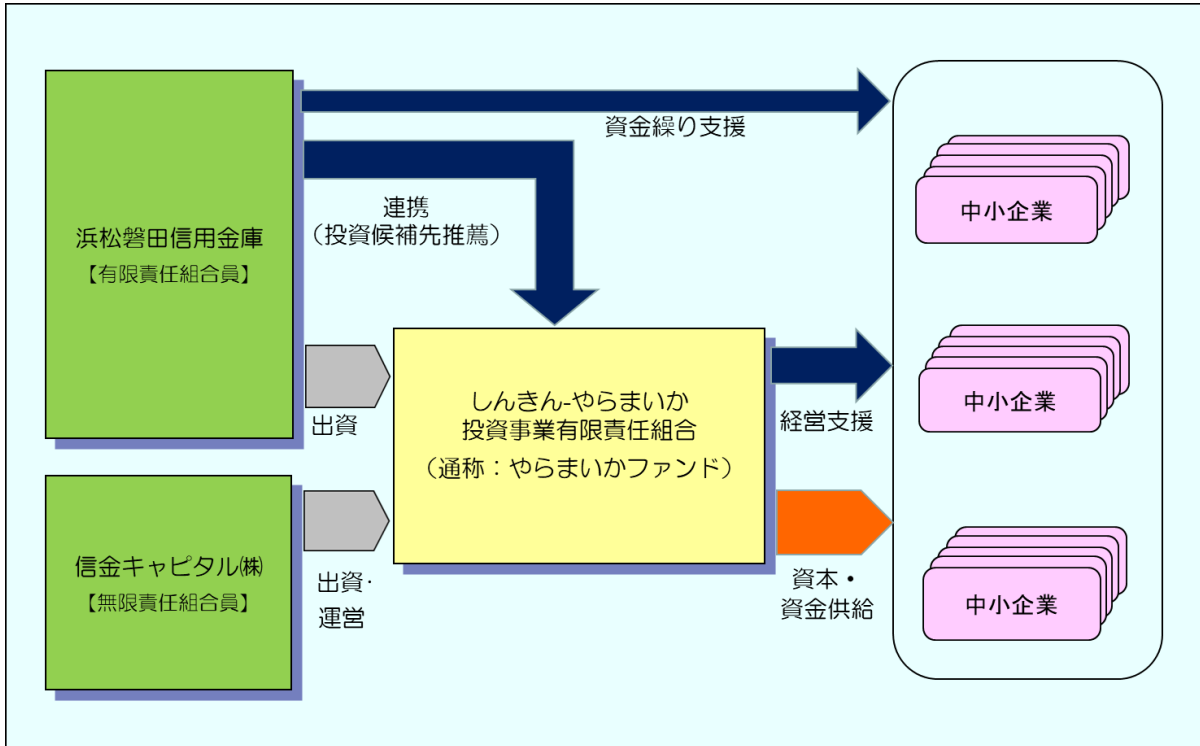 資金繰り支援
連携
（投資候補先推薦）
浜松磐田信用金庫
【有限責任組合員】
出資
しんきん-やらまいか
投資事業有限責任組合
（通称：やらまいかファンド）
経営支援
信金キャピタル㈱
【無限責任組合員】
出資・
運営
資本・
資金供給
中小企業
中小企業
中小企業